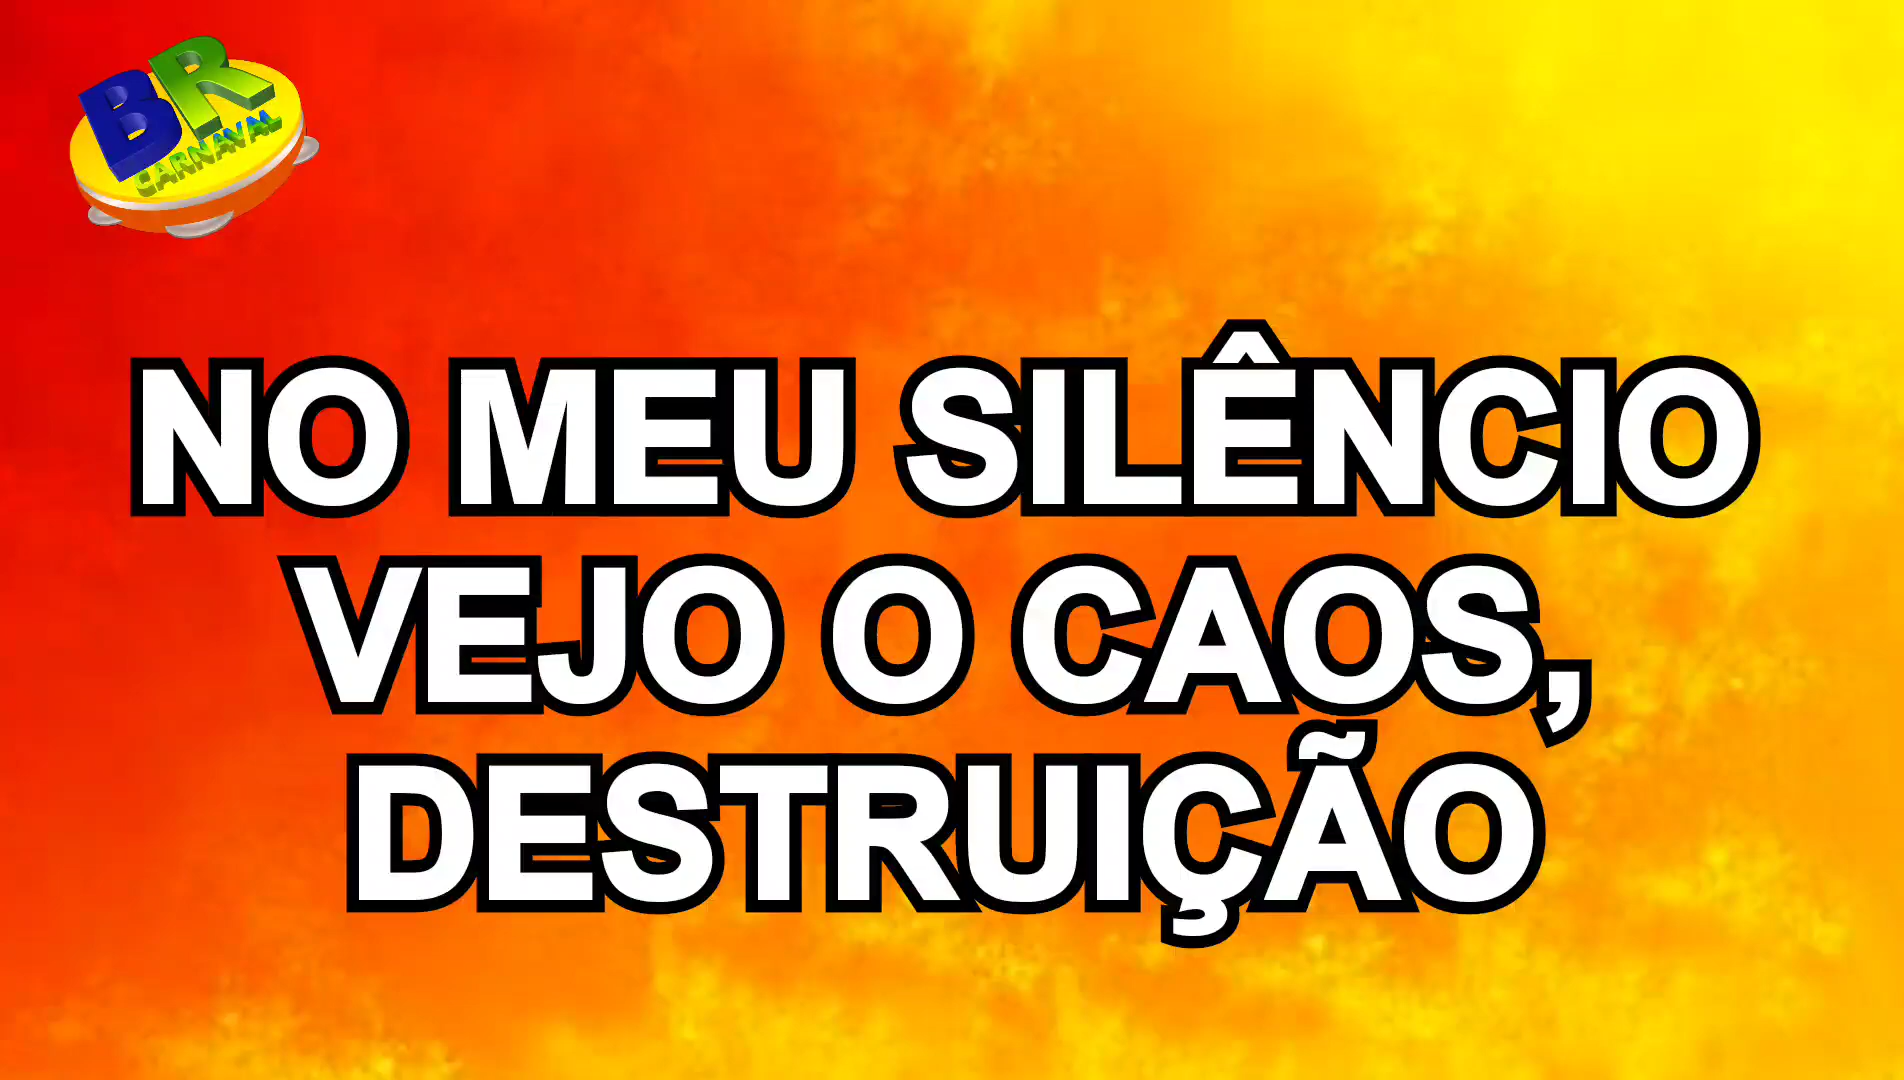 BR
CARNAVAL
NO MEU SILÊNCIO
VEJO O CAOS,
DESTRUIÇÃO